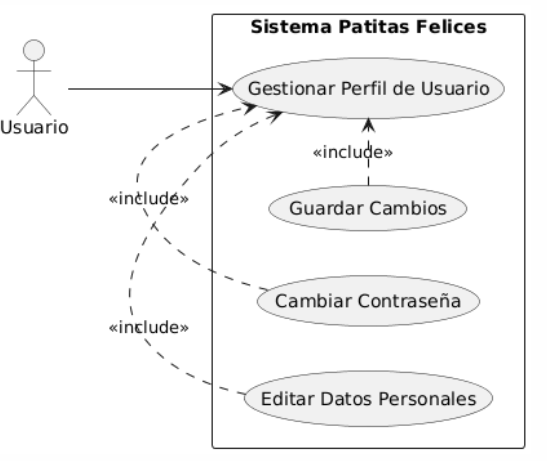 Sistema Patitas Felices
Usuario
Gestionar Perfil de Usuario
«include»
Guardar Cambios
«include»
Cambiar Contraseña
«include»
Editar Datos Personales